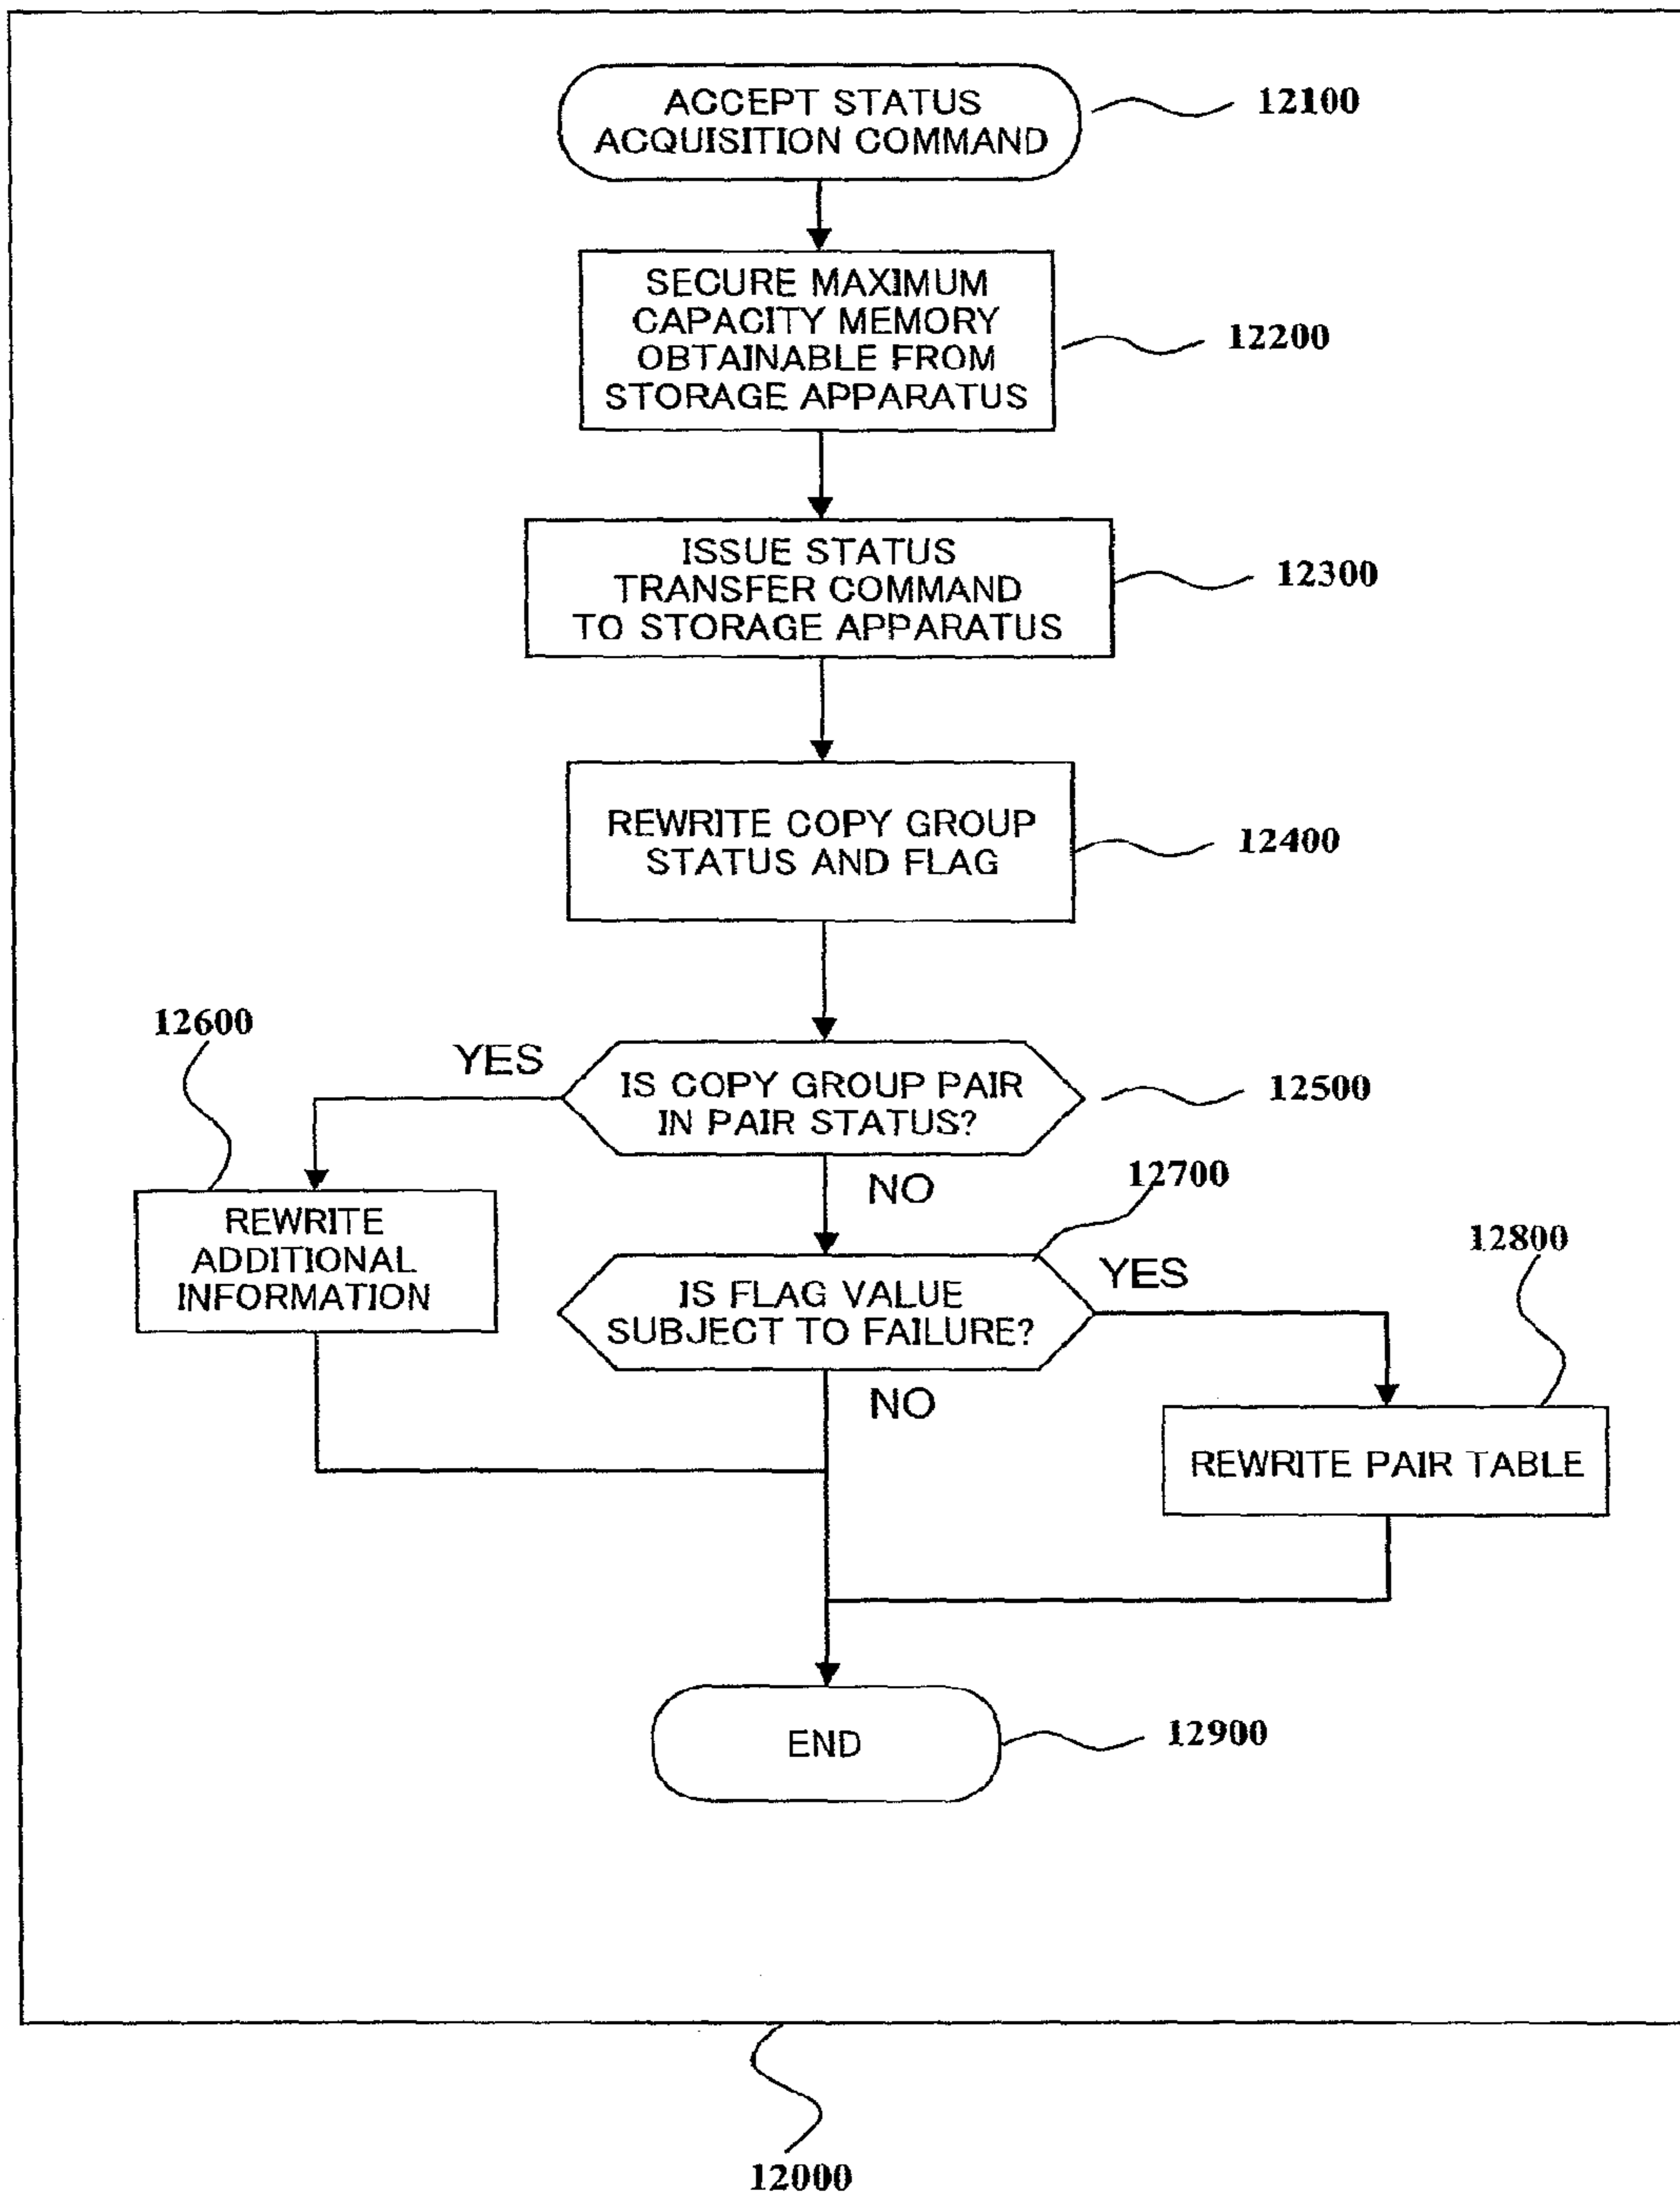 ACCEPT STATUS
ACQUISITION COMMAND
12100
SECURE MAXIMUM
CAPACITY MEMORY
OBTAINABLE FROM
STORAGE APPARATUS
12200
ISSUE STATUS
TRANSFER COMMAND
TO STORAGE APPARATUS
12300
REWRITE COPY GROUP
STATUS AND FLAG
12400
12600
YES
IS COPY GROUP PAIR
IN PAIR STATUS?
12500
NO
12700
REWRITE
ADDITIONAL
INFORMATION
IS FLAG VALUE
SUBJECT TO FAILURE?
YES
12800
NO
REWRITE PAIR TABLE
END
12900
12000